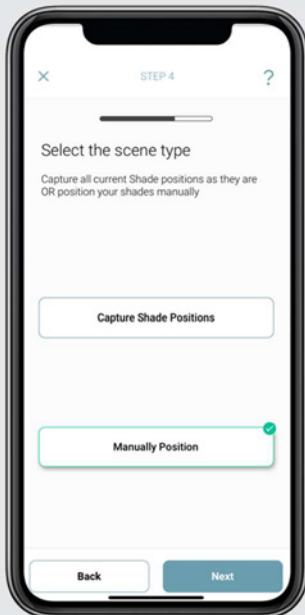 STEP 4
?
Select the scene type
Capture all current Shade positions as they are
OR position your shades manually
Capture Shade Positions
Manually Position
Back
Next